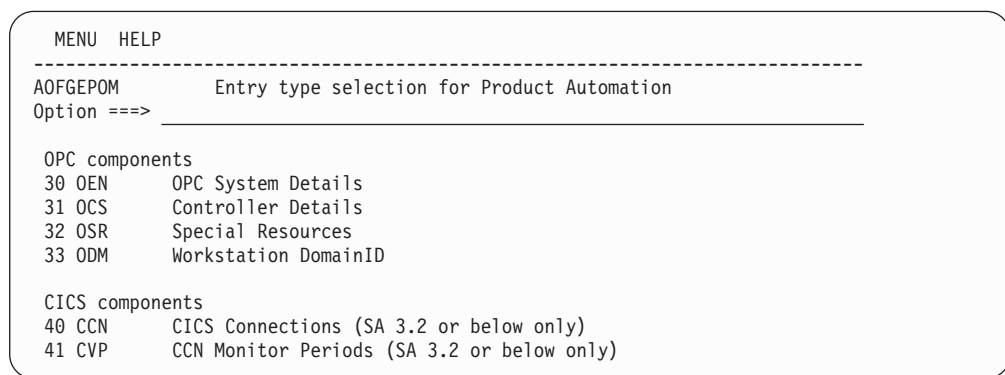 MENU HELP
-------------------------------------------------------------------------------
AOFGEPOM Entry type selection for Product Automation
Option ===>
OPC components
30 OEN OPC System Details
31 OCS Controller Details
32 OSR Special Resources
33 ODM Workstation DomainID
CICS components
40 CCN CICS Connections (SA 3.2 or below only)
41 CVP CCN Monitor Periods (SA 3.2 or below only)